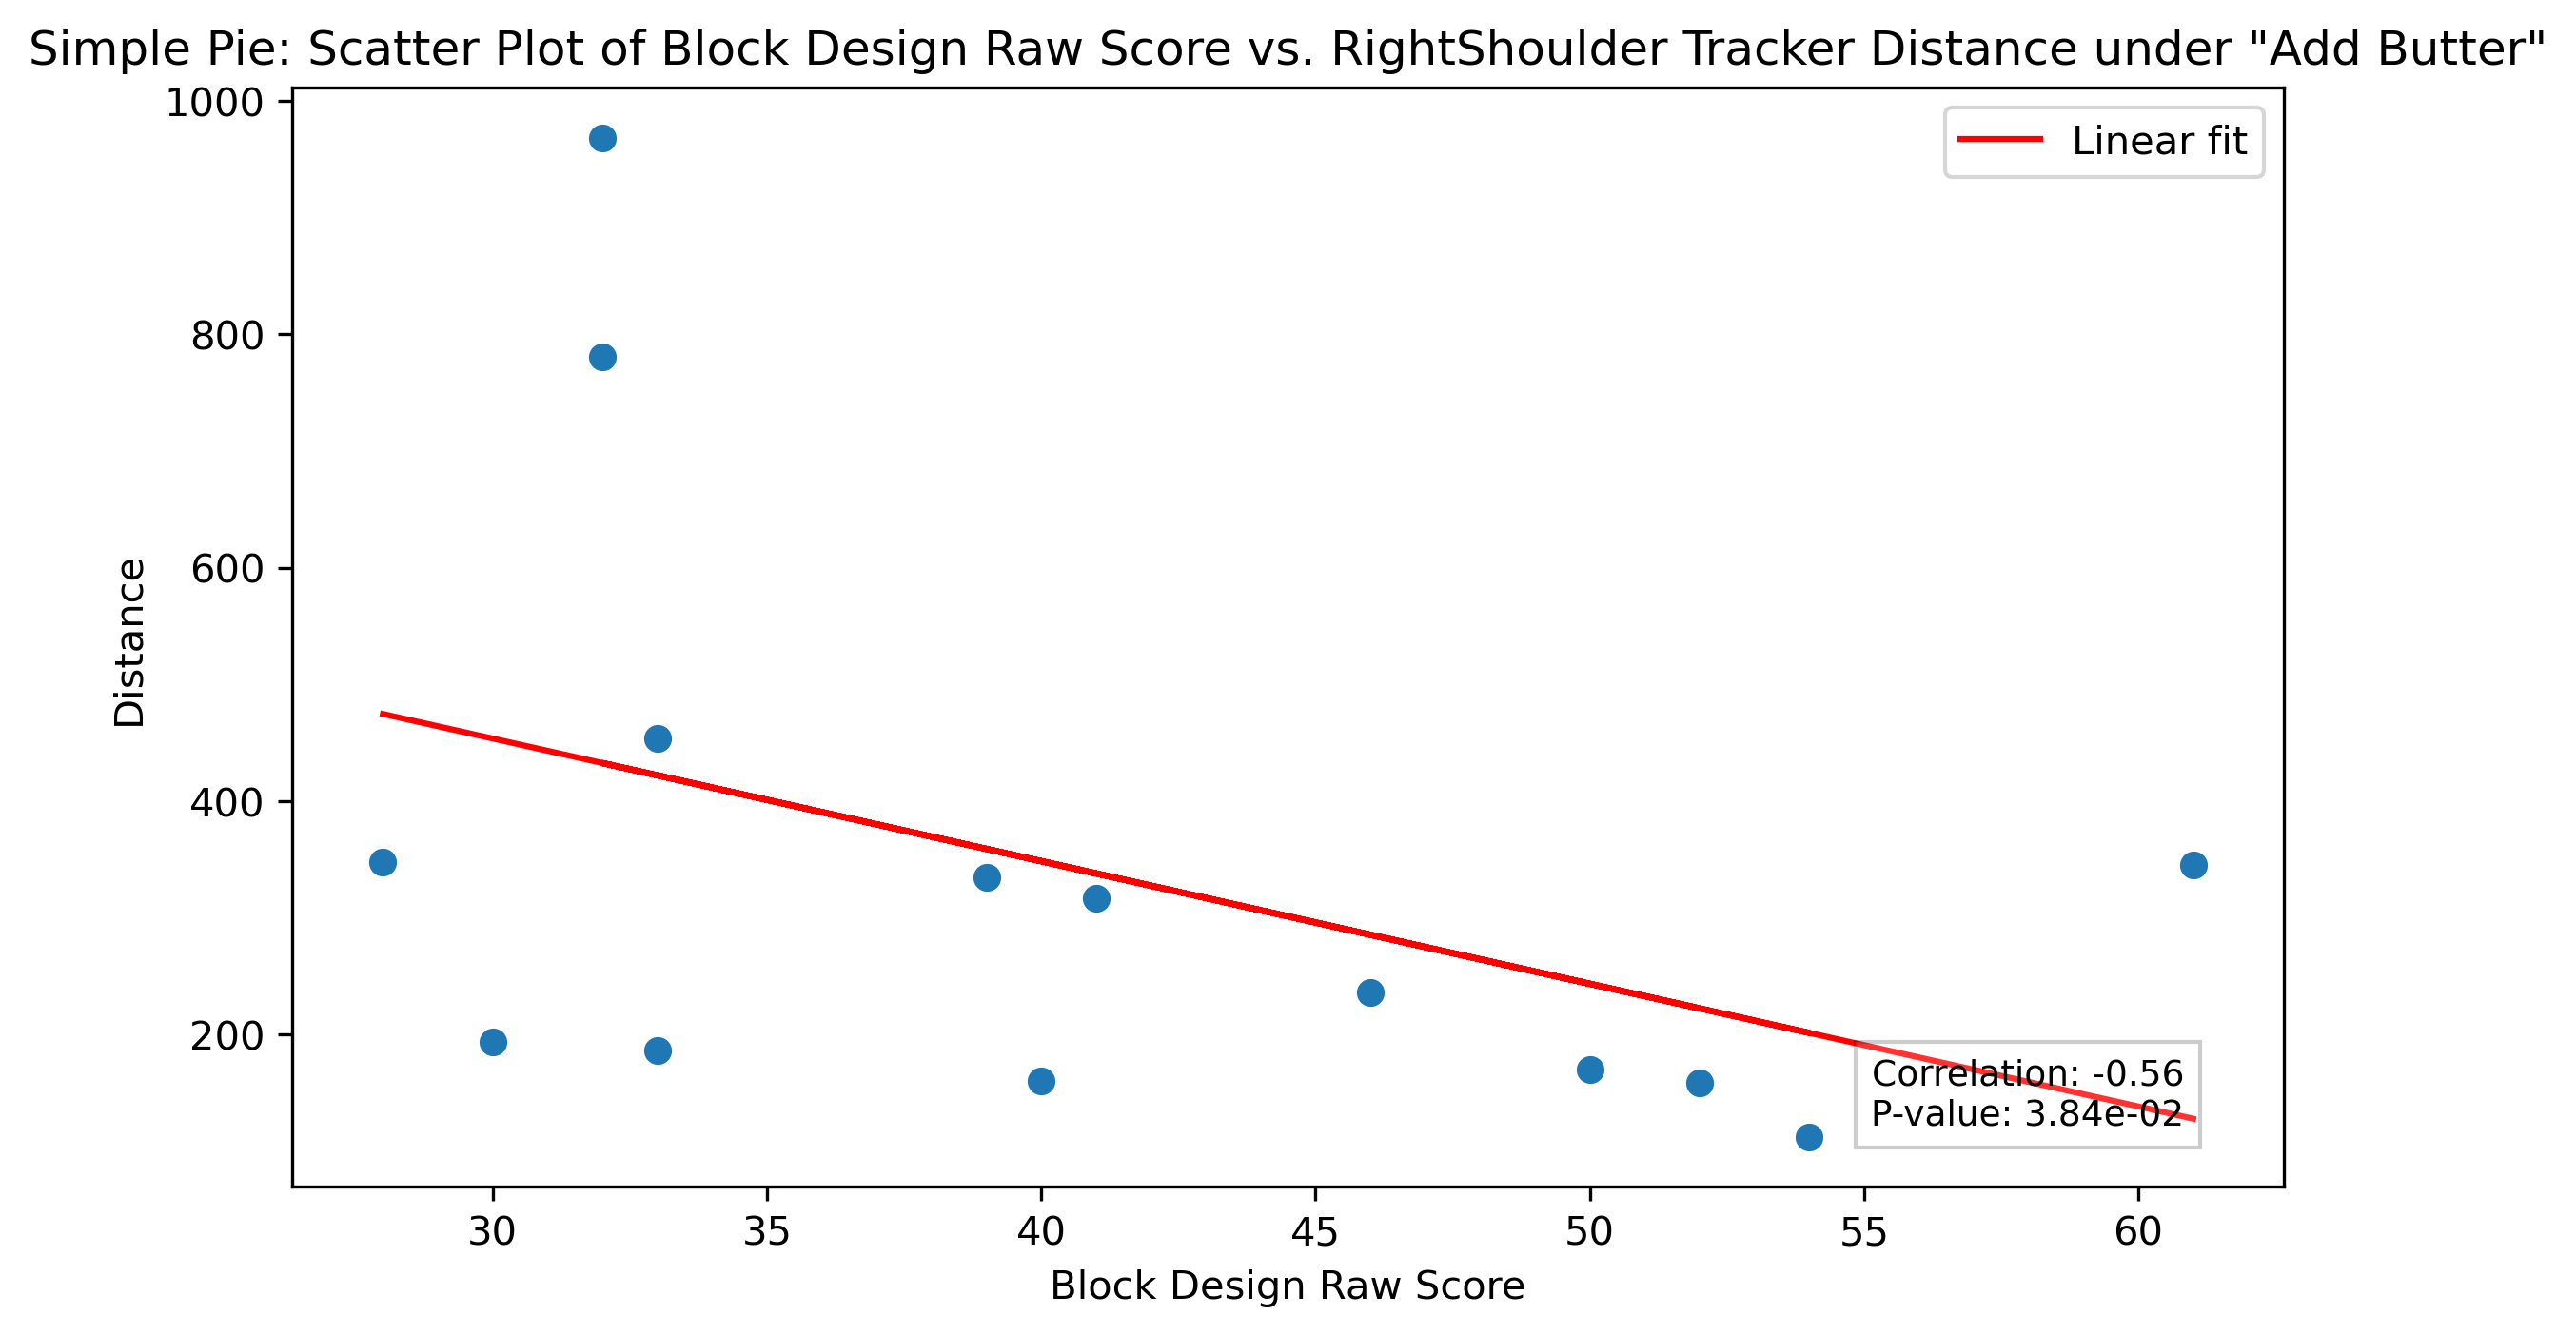 Simple Pie: Scatter Plot of Block Design Raw Score vs. RightShoulder Tracker Distance under "Add Butter"
Linear fit
1000
800
600
400
200
Distance
Correlation: -0.56
P-value: 3.84e-02
30 35 40 45 50 55 60
Block Design Raw Score